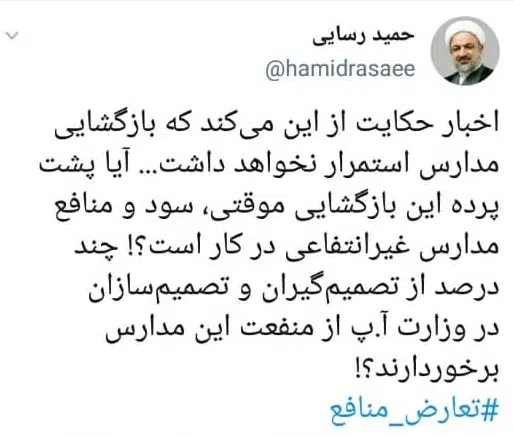 حمید رسایی
@hamidrasaee
اخبار حکایت از این می‌کند که بازگشایی
مدارس استمرار نخواهد داشت... آیا پشت
پرده این بازگشایی موقتی، سود و منافع
مدارس غیرانتفاعی در کار است؟! چند
درصد از تصمیم‌گیران و تصمیم‌سازان
در وزارت آ.پ از منفعت این مدارس
برخوردارند؟!
#تعارض_منافع